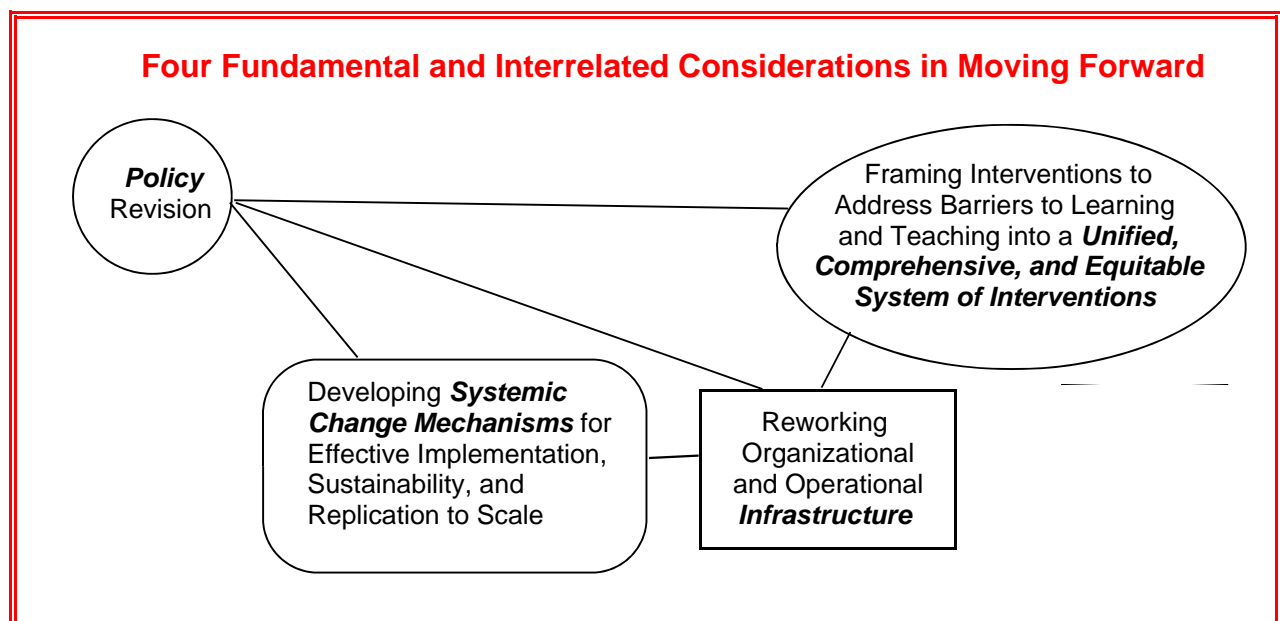 Four Fundamental and Interrelated Considerations in Moving Forward
Policy
Revision
Framing Interventions to
Address Barriers to Learning
and Teaching into a Unified,
Comprehensive, and Equitable
System of Interventions
Developing Systemic
Change Mechanisms for
Effective Implementation,
Sustainability, and
Replication to Scale
Reworking
Organizational
and Operational
Infrastructure